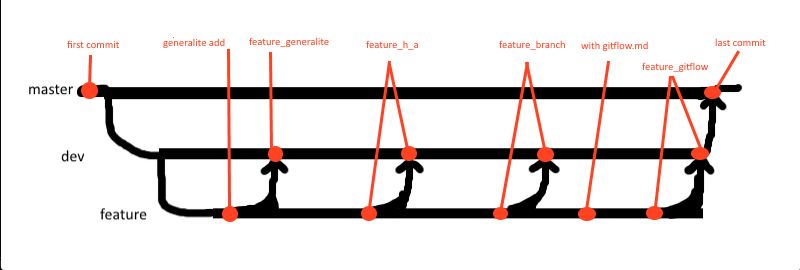 first commit
generalite add
feature_generalite
feature_h_a
feature_branch
with gitflow.md
last commit
feature_gitflow
master
dev
feature